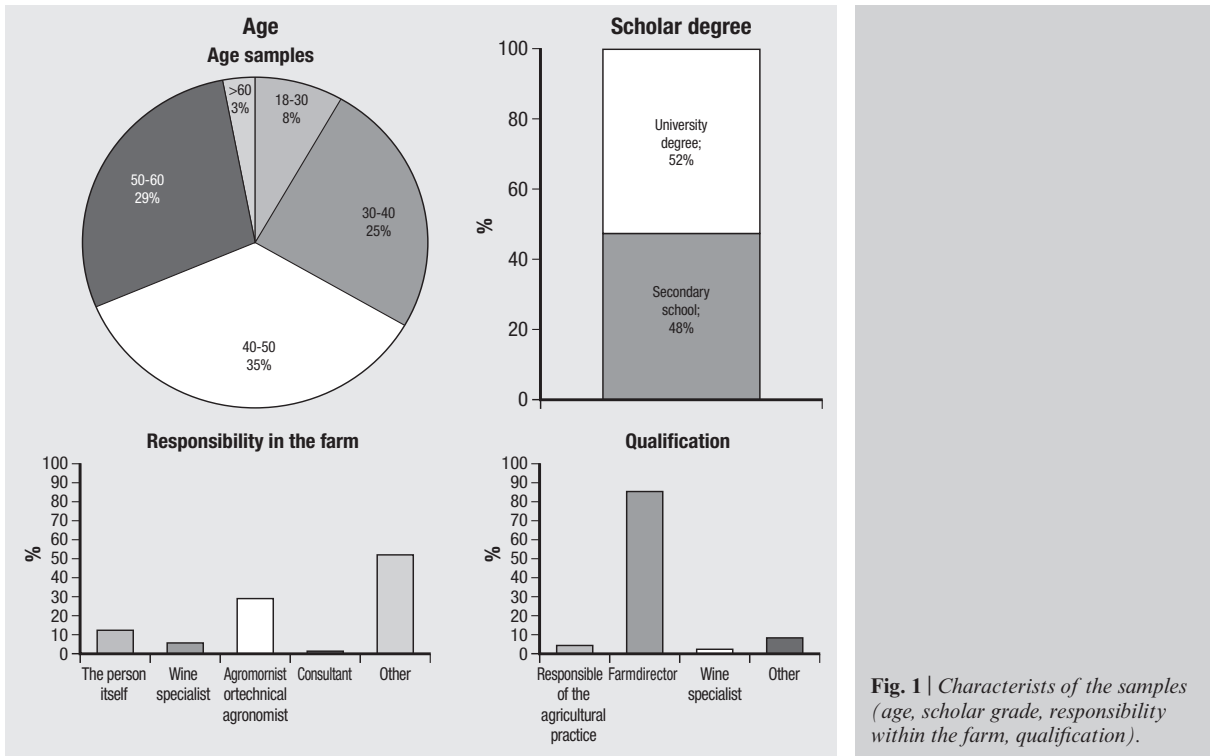 Age
Age samples
>60
3%
18-30
8%
30-40
25%
40-50
35%
50-60
29%
Scholar degree
%
100
80
60
40
20
0
University
degree;
52%
Secondary
school;
48%
Responsibility in the farm
%
100
90
80
70
60
50
40
30
20
10
0
The person
itself
Wine
specialist
Agromomist
ortechnical
agronomist
Consultant
Other
Qualification
%
100
90
80
70
60
50
40
30
20
10
0
Responsible
of the
agricultural
practice
Farmdirector
Wine
specialist
Other
Fig. 1 | Characterists of the samples
(age, scholar grade, responsibility
within the farm, qualification).